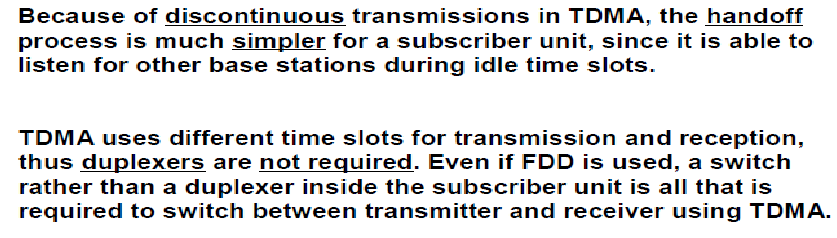 Because of discontinuous transmissions in TDMA, the handoff
process is much simpler for a subscriber unit, since it is able to
listen for other base stations during idle time slots.
TDMA uses different time slots for transmission and reception,
thus duplexers are not required. Even if FDD is used, a switch
rather than a duplexer inside the subscriber unit is all that is
required to switch between transmitter and receiver using TDMA.